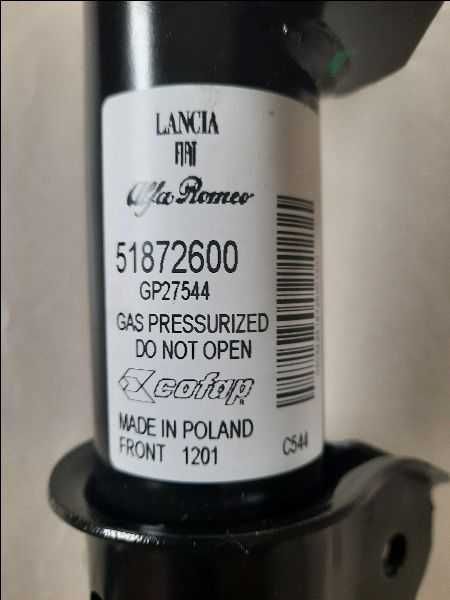 LANCIA
FIAT
Alfa Romeo
51872600
GP27544
GAS PRESSURIZED
DO NOT OPEN
cofap
MADE IN POLAND
FRONT 1201
C544